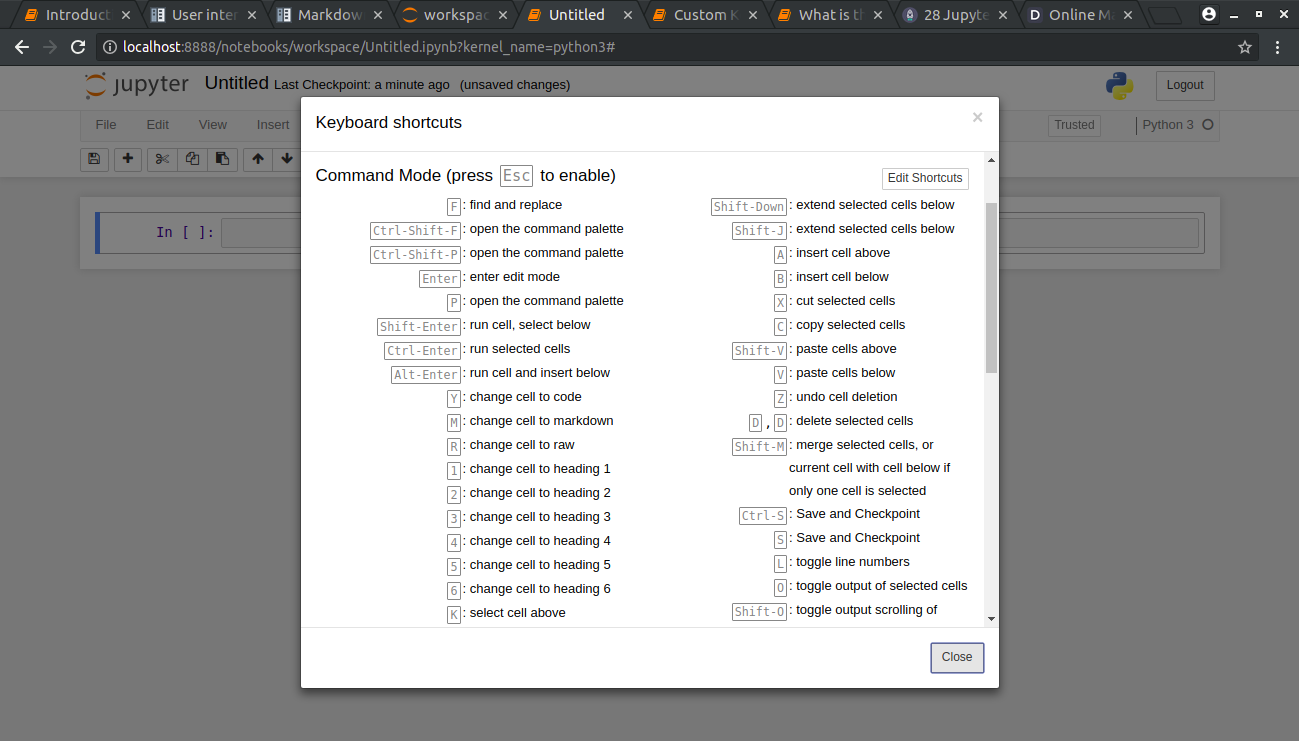 Introduct
User inter
Markdow
workspac
Untitled
Custom K
What is th
28 Jupyte
Online Ma
localhost:8888/notebooks/workspace/Untitled.ipynb?kernel_name=python3#
jupyter Untitled Last Checkpoint: a minute ago (unsaved changes)
Logout
File Edit View Insert
Trusted
Python 3
In [ ]:
Keyboard shortcuts
×
Command Mode (press Esc to enable)
Edit Shortcuts
F : find and replace
Ctrl-Shift-F : open the command palette
Ctrl-Shift-P : open the command palette
Enter : enter edit mode
P : open the command palette
Shift-Enter : run cell, select below
Ctrl-Enter : run selected cells
Alt-Enter : run cell and insert below
Y : change cell to code
M : change cell to markdown
R : change cell to raw
1 : change cell to heading 1
2 : change cell to heading 2
3 : change cell to heading 3
4 : change cell to heading 4
5 : change cell to heading 5
6 : change cell to heading 6
K : select cell above
Shift-Down : extend selected cells below
Shift-J : extend selected cells below
A : insert cell above
B : insert cell below
X : cut selected cells
C : copy selected cells
Shift-V : paste cells above
V : paste cells below
Z : undo cell deletion
D , D : delete selected cells
Shift-M : merge selected cells, or
current cell with cell below if
only one cell is selected
Ctrl-S : Save and Checkpoint
S : Save and Checkpoint
L : toggle line numbers
O : toggle output of selected cells
Shift-O : toggle output scrolling of
Close